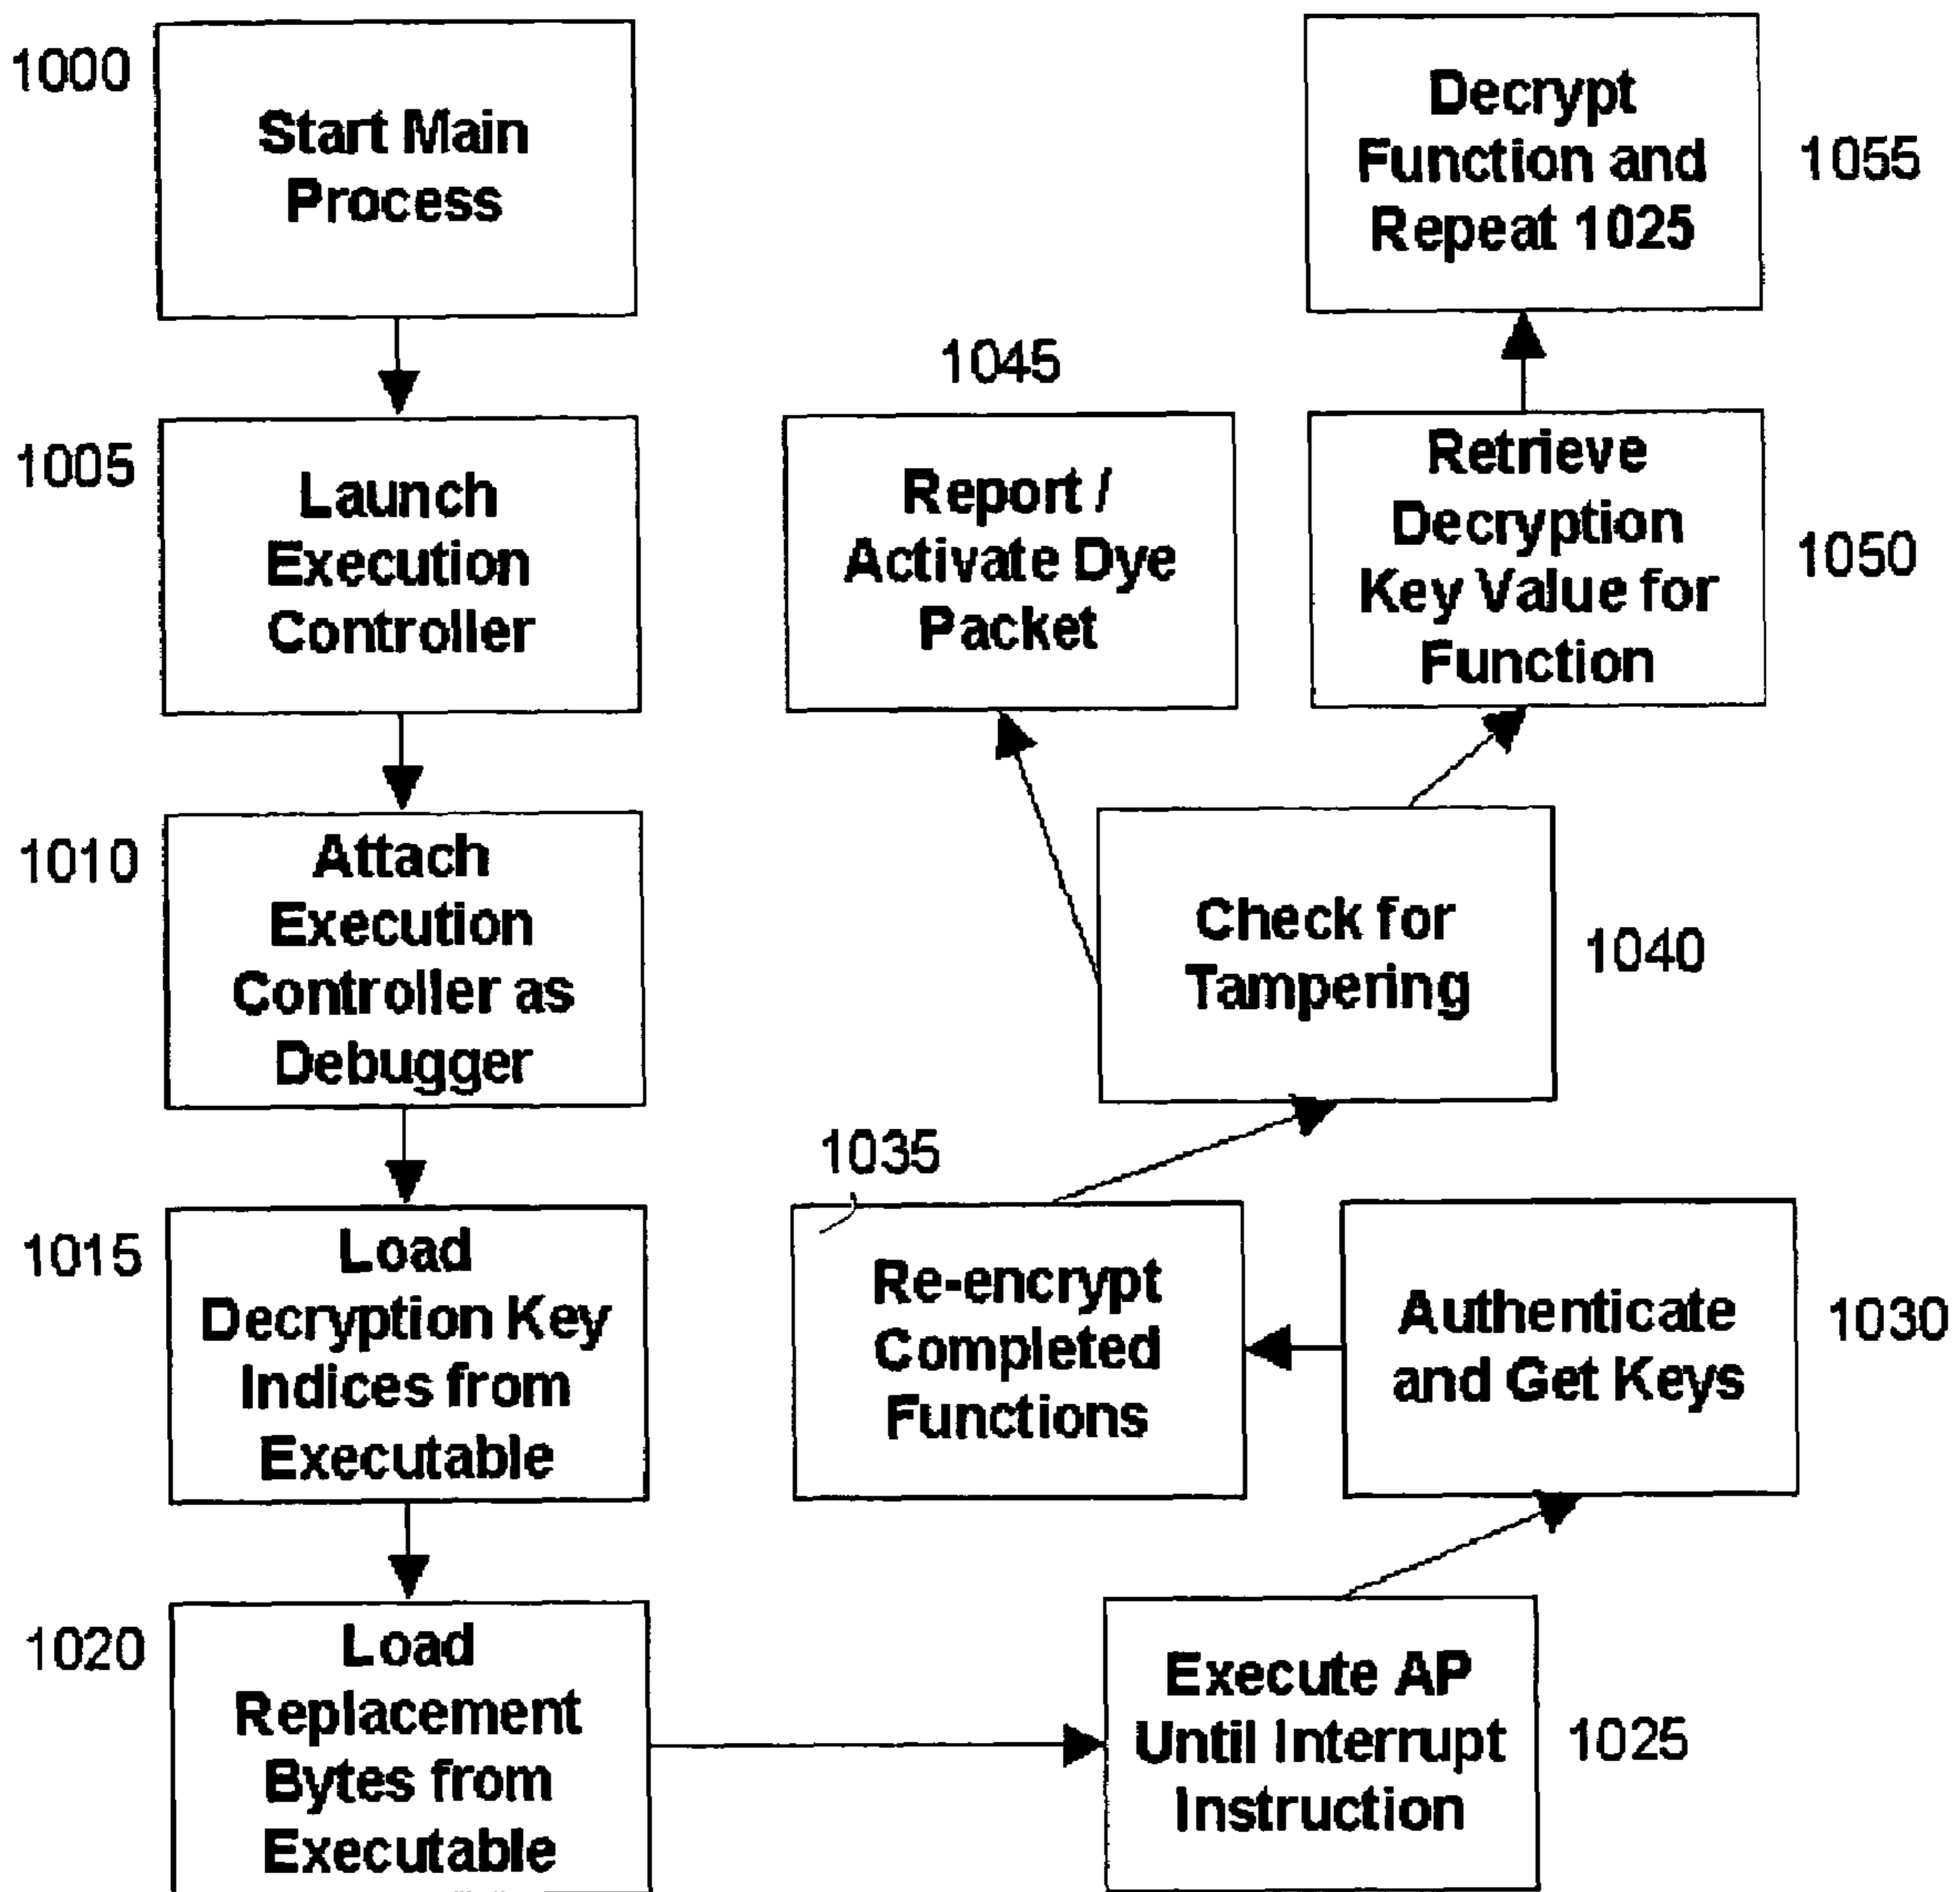 1000
Start Main
Process
1005
Launch
Execution
Controller
1010
Attach
Execution
Controller as
Debugger
1015
Load
Decryption Key
Indices from
Executable
1020
Load
Replacement
Bytes from
Executable
Execute AP
Until Interrupt
Instruction
1025
Authenticate
and Get Keys
1030
1035
Re-encrypt
Completed
Functions
Check for
Tampering
1040
1045
Report /
Activate Dye
Packet
Retrieve
Decryption
Key Value for
Function
1050
Decrypt
Function and
Repeat 1025
1055